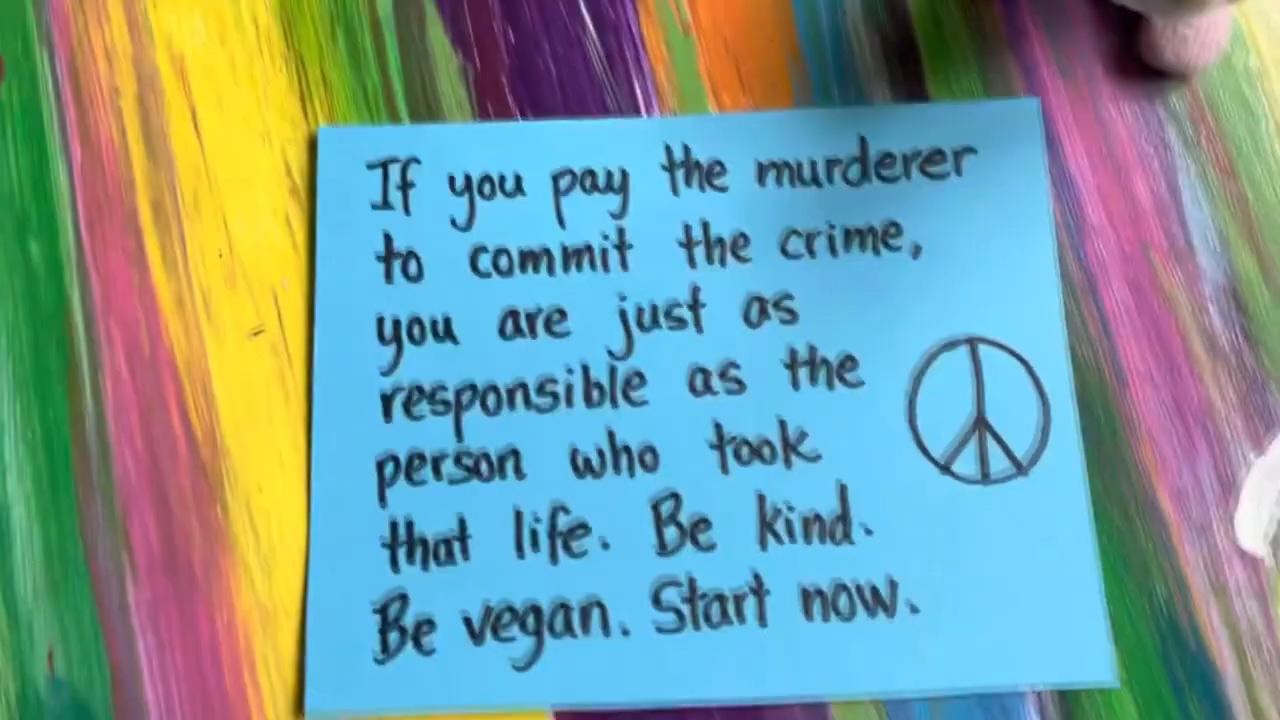 If you pay the murderer
to commit the crime,
you are just as
responsible as the
person who took
that life. Be kind.
Be vegan. Start now.